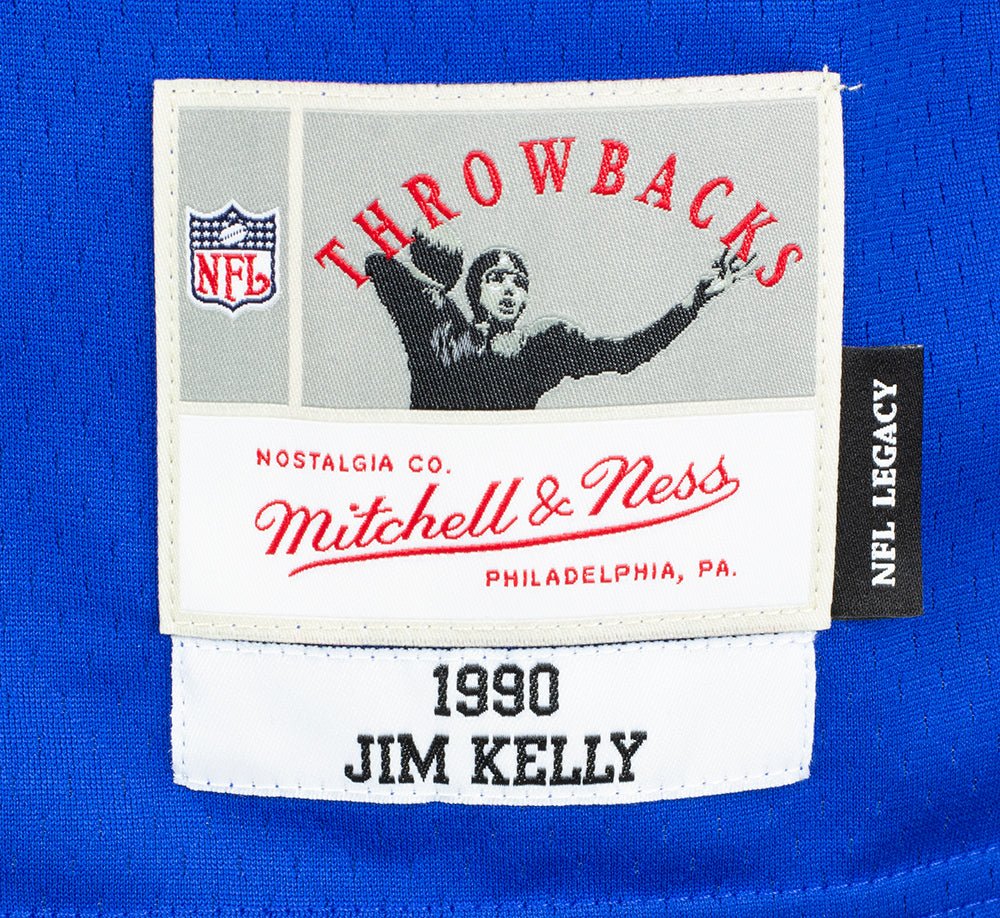 THROWBACKS
NFL
NOSTALGIA CO.
Mitchell & Ness
PHILADELPHIA, PA.
NFL LEGACY
1990
JIM KELLY